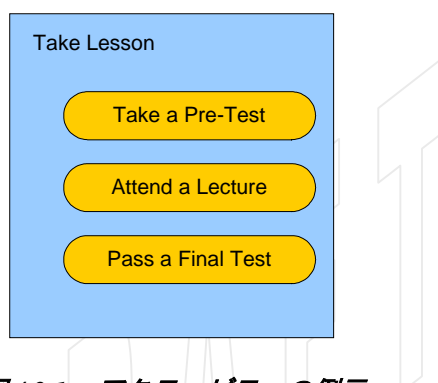 Take Lesson
Take a Pre-Test
Attend a Lecture
Pass a Final Test